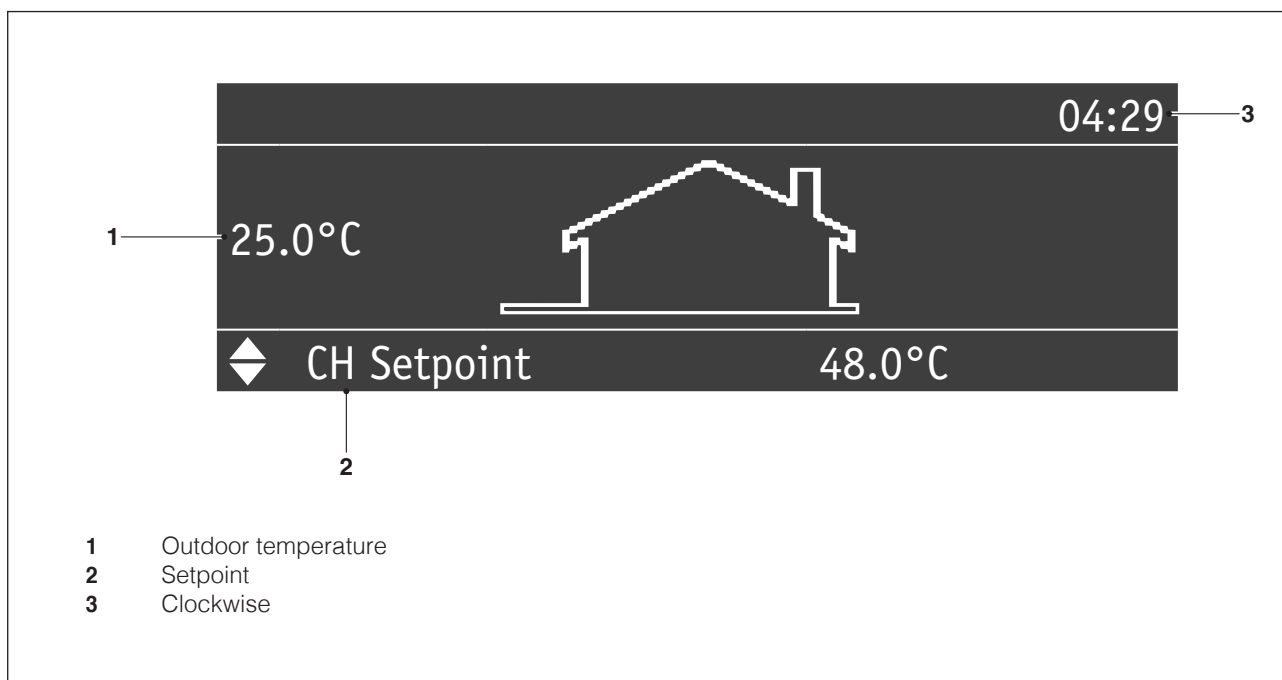 04:29
3
1
25.0°C
CH Setpoint 48.0°C
2
1 Outdoor temperature
2 Setpoint
3 Clockwise